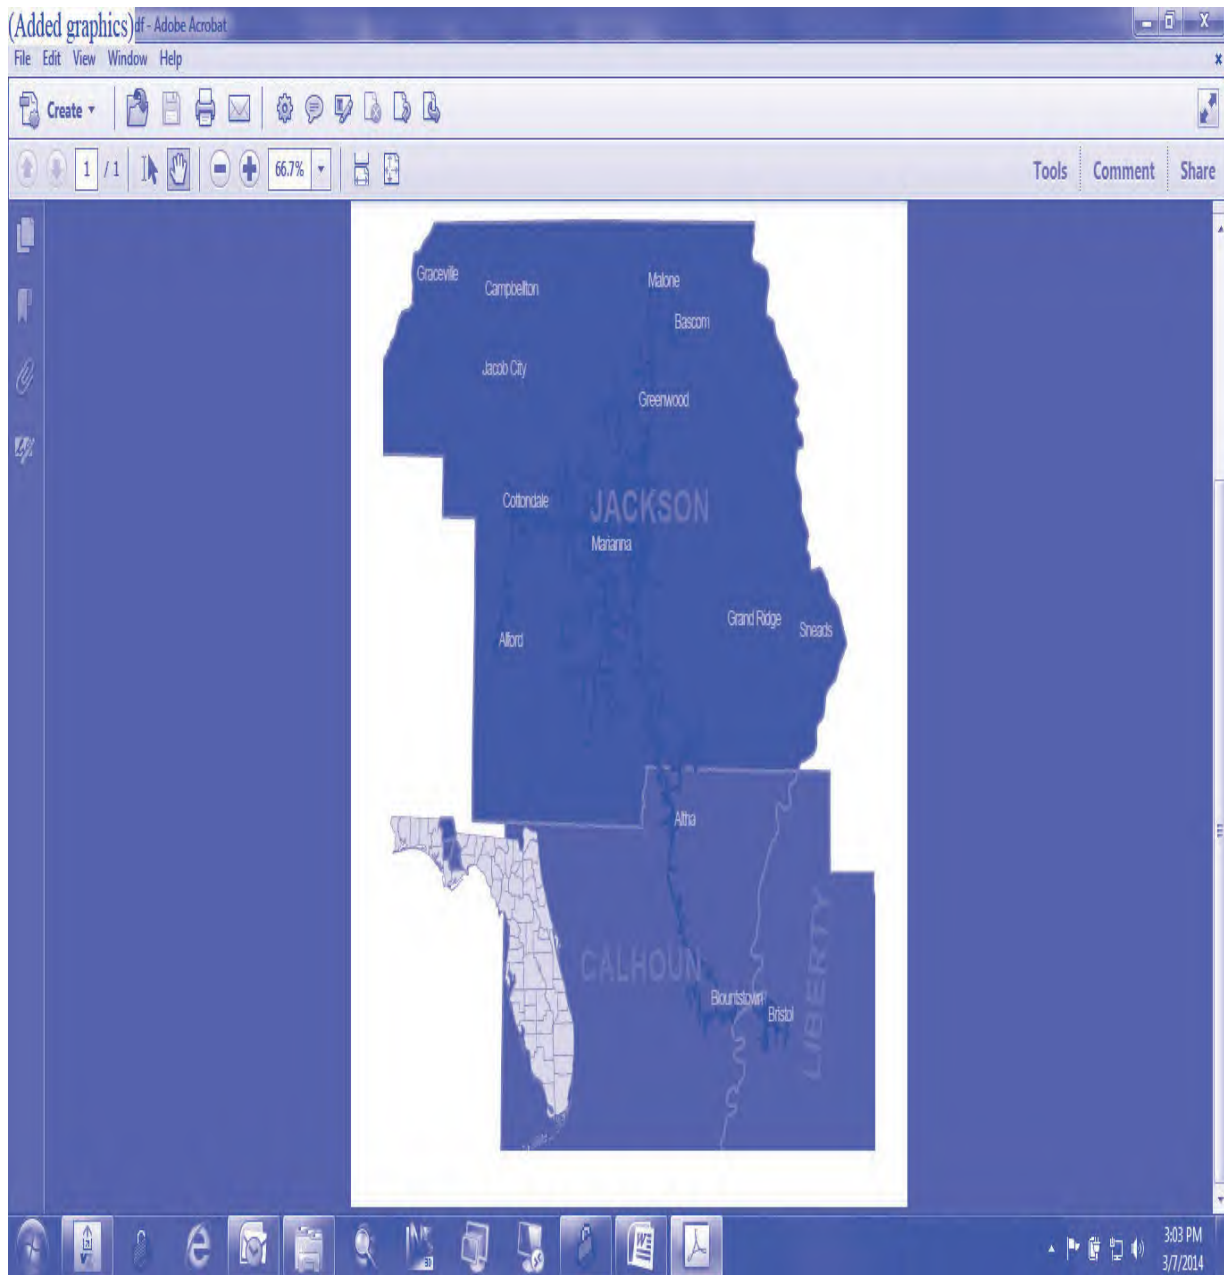 (Added graphics)df - Adobe Acrobat
File Edit View Window Help
Create
1 / 1 66.7% Tools Comment Share
Graceville
Campbellton
Malone
Bascom
Jacob City
Greenwood
Cottondale
JACKSON
Marianna
Grand Ridge
Sneads
Alford
Altha
CALHOUN
LIBERTY
Blountstown
Bristol
3:03 PM
3/7/2014